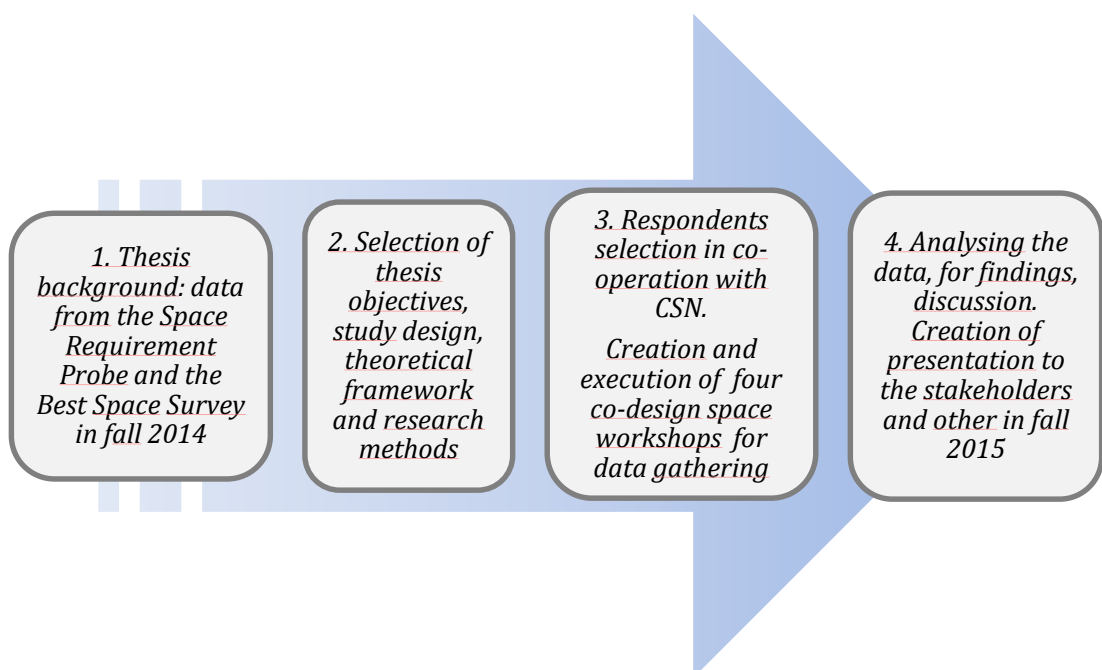 1. Thesis
background: data
from the Space
Requirement
Probe and the
Best Space Survey
in fall 2014
2. Selection of
thesis
objectives,
study design,
theoretical
framework
and research
methods
3. Respondents
selection in co-
operation with
CSN.
Creation and
execution of four
co-design space
workshops for
data gathering
4. Analysing the
data, for findings,
discussion.
Creation of
presentation to
the stakeholders
and other in fall
2015